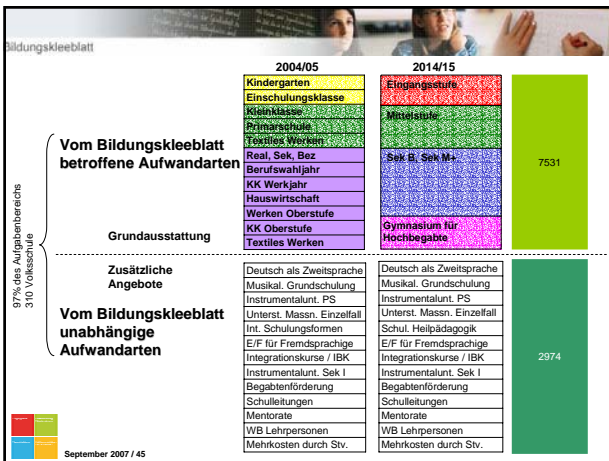 Bildungskleeblatt
2004/05
2014/15
97% des Aufgabenbereichs
310 Volksschule
Vom Bildungskleeblatt
betroffene Aufwandarten
Grundausstattung
Kindergarten
Einschulungsklasse
Kleinklasse
Primarschule
Textiles Werken
Real, Sek, Bez
Berufswahljahr
KK Werkjahr
Hauswirtschaft
Werken Oberstufe
KK Oberstufe
Textiles Werken
Eingangsstufe
Mittelstufe
Sek B, Sek M+
Gymnasium für
Hochbegabte
7531
Zusätzliche
Angebote
Vom Bildungskleeblatt
unabhängige
Aufwandarten
Deutsch als Zweitsprache
Musikal. Grundschulung
Instrumentalunt. PS
Unterst. Massn. Einzelfall
Int. Schulungsformen
E/F für Fremdsprachige
Integrationskurse / IBK
Instrumentalunt. Sek I
Begabtenförderung
Schulleitungen
Mentorate
WB Lehrpersonen
Mehrkosten durch Stv.
Deutsch als Zweitsprache
Musikal. Grundschulung
Instrumentalunt. PS
Unterst. Massn. Einzelfall
Schul. Heilpädagogik
E/F für Fremdsprachige
Integrationskurse / IBK
Instrumentalunt. Sek I
Begabtenförderung
Schulleitungen
Mentorate
WB Lehrpersonen
Mehrkosten durch Stv.
2974
September 2007 / 45